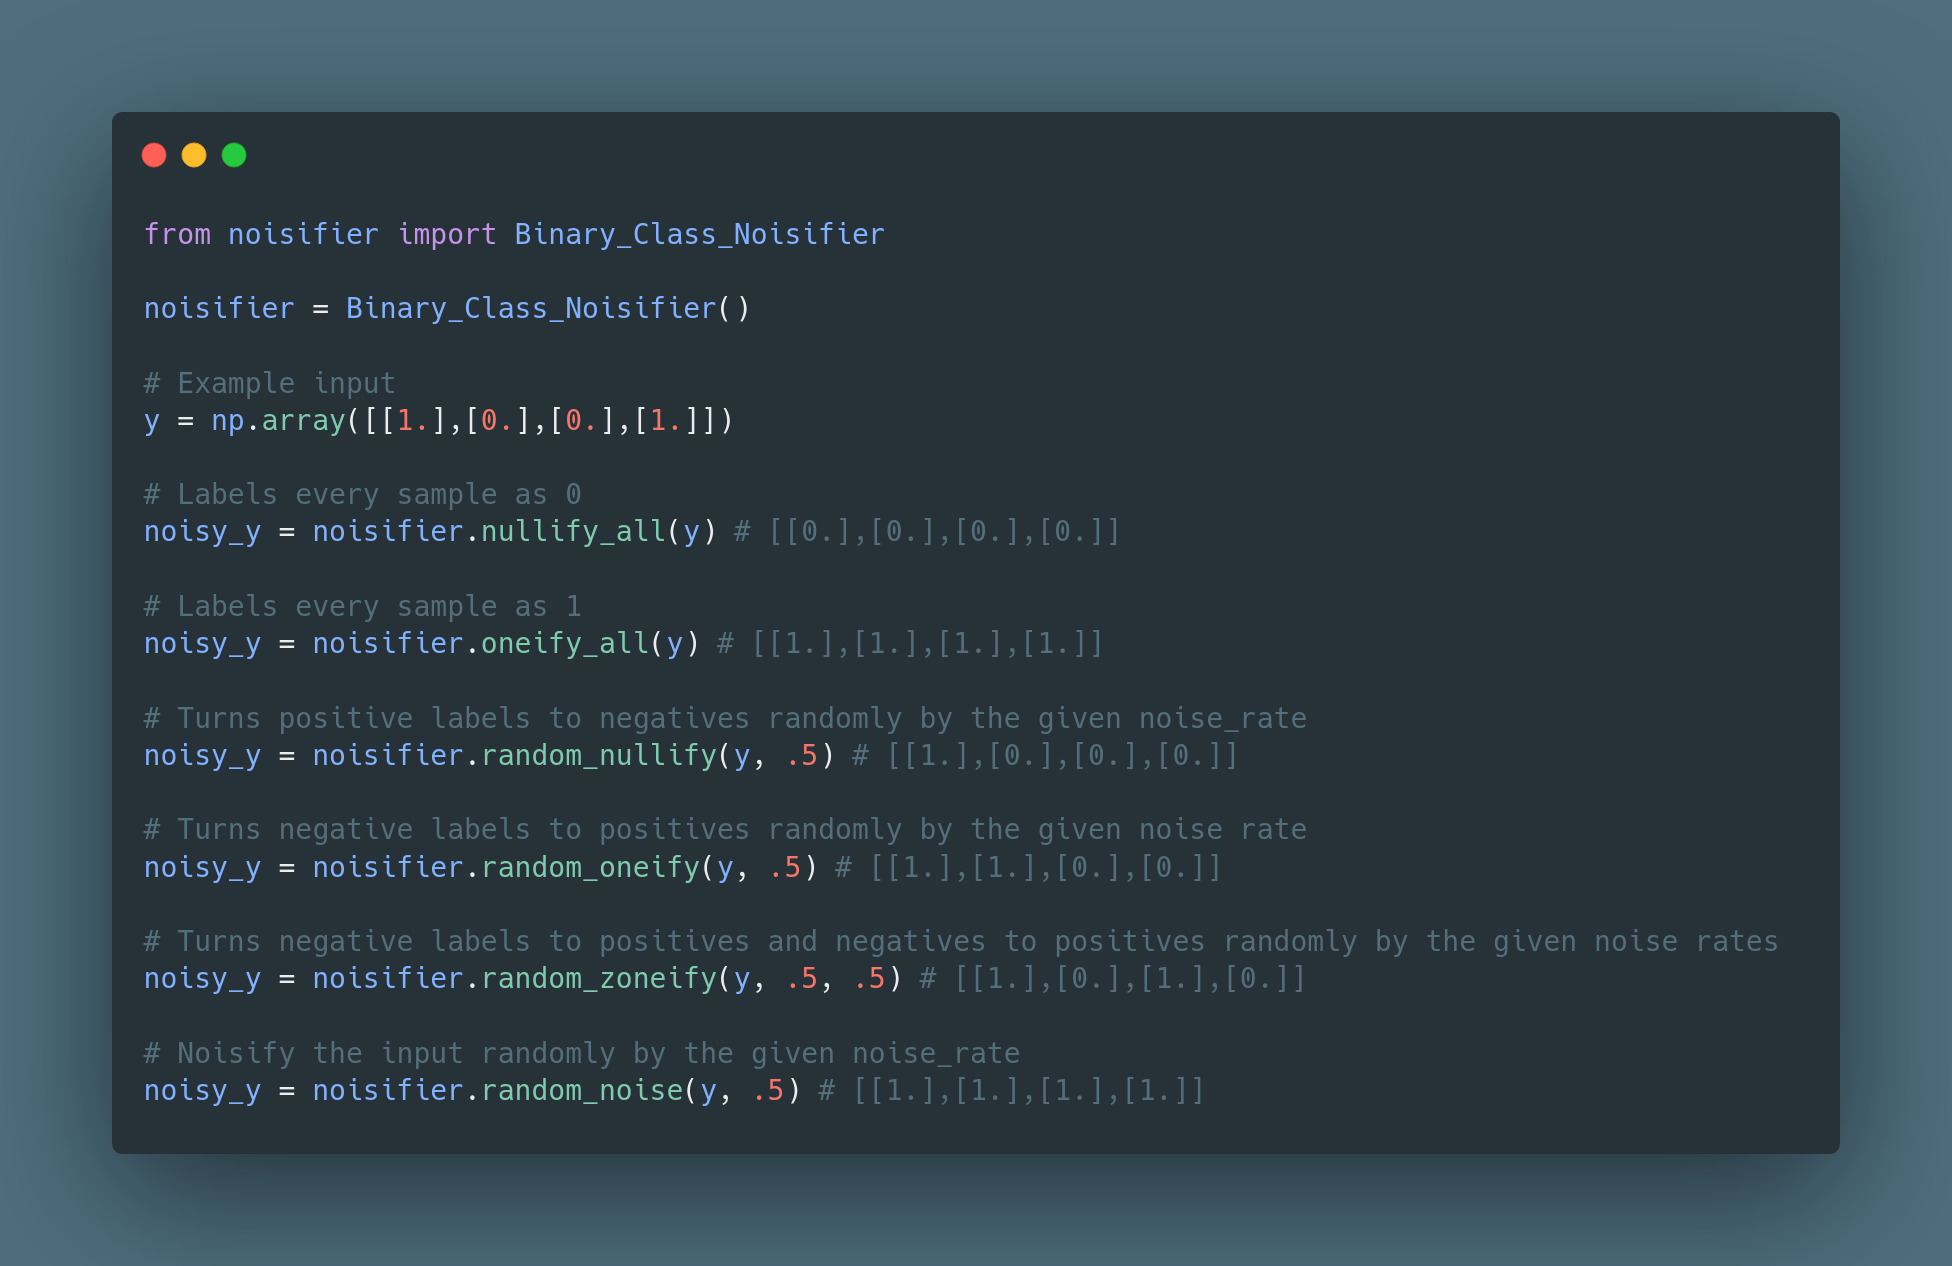 from noisifier import Binary_Class_Noisifier
noisifier = Binary_Class_Noisifier()
# Example input
y = np.array([[1.],[0.],[0.],[1.]])
# Labels every sample as 0
noisy_y = noisifier.nullify_all(y) # [[0.],[0.],[0.],[0.]]
# Labels every sample as 1
noisy_y = noisifier.oneify_all(y) # [[1.],[1.],[1.],[1.]]
# Turns positive labels to negatives randomly by the given noise_rate
noisy_y = noisifier.random_nullify(y, .5) # [[1.],[0.],[0.],[0.]]
# Turns negative labels to positives randomly by the given noise rate
noisy_y = noisifier.random_oneify(y, .5) # [[1.],[1.],[0.],[0.]]
# Turns negative labels to positives and negatives to positives randomly by the given noise rates
noisy_y = noisifier.random_zoneify(y, .5, .5) # [[1.],[0.],[1.],[0.]]
# Noisify the input randomly by the given noise_rate
noisy_y = noisifier.random_noise(y, .5) # [[1.],[1.],[1.],[1.]]